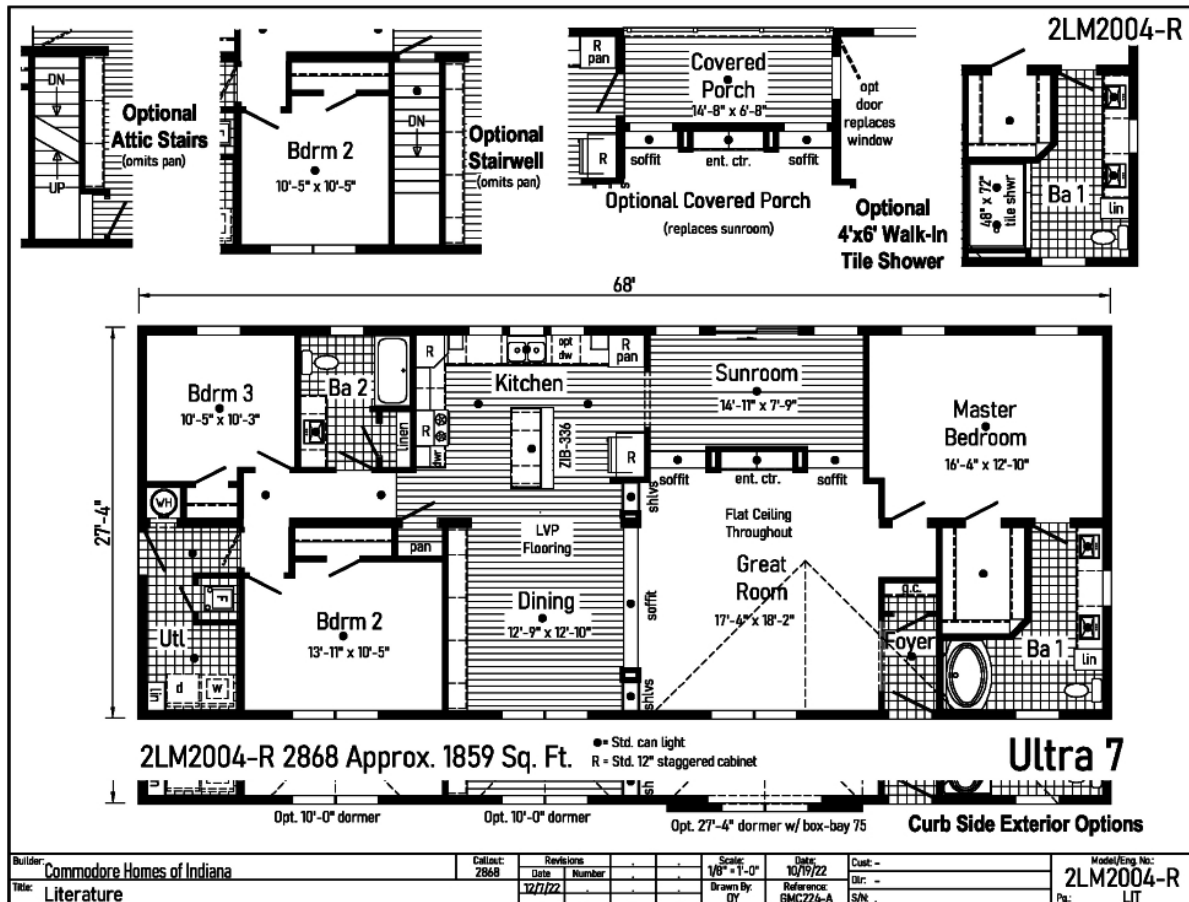 2LM2004-R
DN
UP
Optional
Attic Stairs
(omits pan)
Bdrm 2
10'-5" x 10'-5"
DN
Optional
Stairwell
(omits pan)
R
pan
R
Covered
Porch
14'-8" x 6'-8"
soffit
ent. ctr.
soffit
opt
door
replaces
window
Optional Covered Porch
(replaces sunroom)
Optional
4'x6' Walk-In
Tile Shower
48" x 72"
tile shwr
Ba 1
lin
68'
27'-4"
Bdrm 3
10'-5" x 10'-3"
Ba 2
linen
R
R
dwr
Kitchen
opt
dw
R
pan
ZIB-336
R
Sunroom
14'-11" x 7'-9"
soffit
ent. ctr.
soffit
Master
Bedroom
16'-4" x 12'-10"
WH
pan
LVP
Flooring
shlvs
Flat Ceiling
Throughout
Great
Room
17'-4" x 18'-2"
Dining
12'-9" x 12'-10"
soffit
shlvs
Bdrm 2
13'-11" x 10'-5"
F
Utl
lin
d
w
g.c.
Foyer
Ba 1
lin
2LM2004-R 2868 Approx. 1859 Sq. Ft.
= Std. can light
R = Std. 12" staggered cabinet
Ultra 7
shlvs
Opt. 10'-0" dormer
Opt. 10'-0" dormer
Opt. 27'-4" dormer w/ box-bay 75
Curb Side Exterior Options
Builder:
Commodore Homes of Indiana
Title:
Literature
Callout:
2868
Revisions
Date
Number
12/7/22
Scale:
1/8" = 1'-0"
Drawn By:
DY
Date:
10/19/22
Reference:
GMC224-A
Cust: -
Dlr: -
S/N: .
Model/Eng. No.:
2LM2004-R
Pg.:
LIT